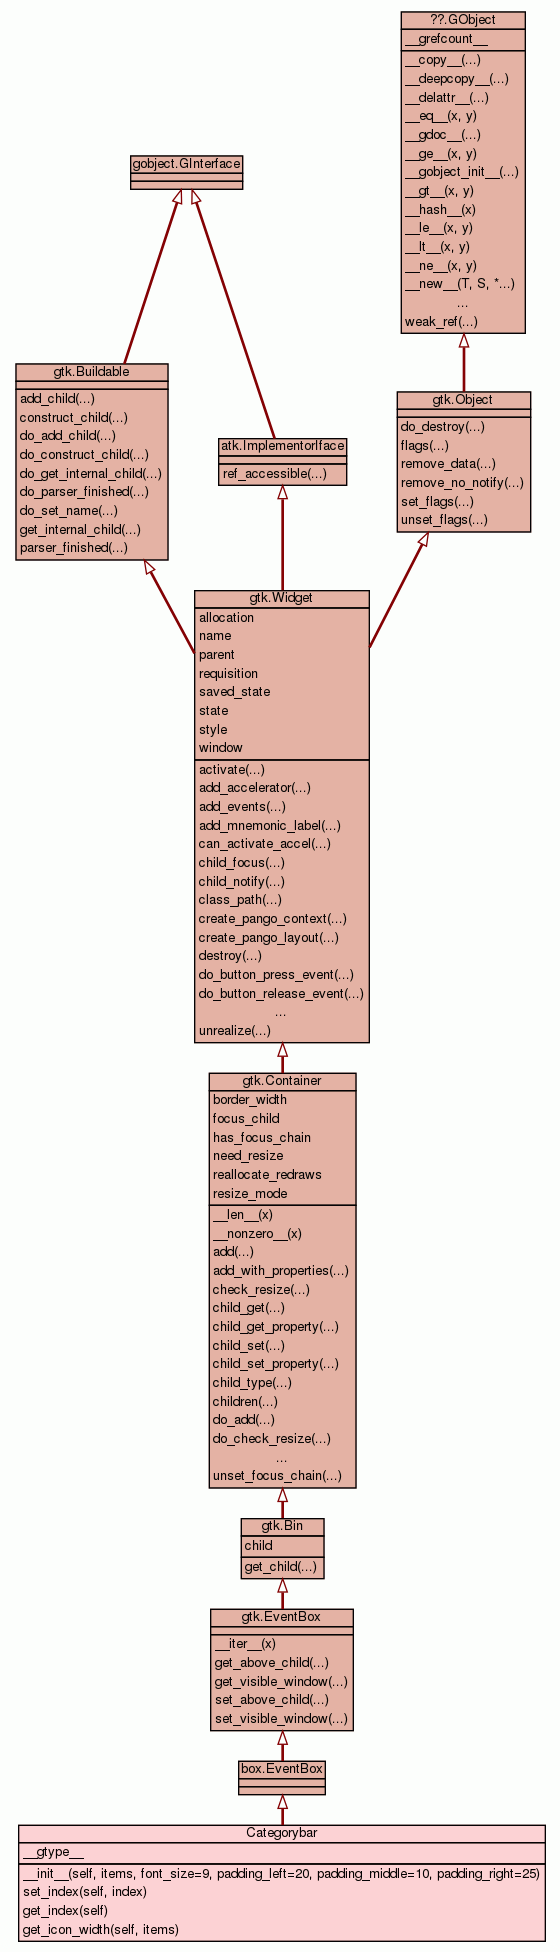 ??.GObject
__grefcount__
__copy__(...)
__deepcopy__(...)
__delattr__(...)
__eq__(x, y)
__gdoc__(...)
__ge__(x, y)
__gobject_init__(...)
__gt__(x, y)
__hash__(x)
__le__(x, y)
__lt__(x, y)
__ne__(x, y)
__new__(T, S, *...)
...
weak_ref(...)
gobject.GInterface
gtk.Buildable
add_child(...)
construct_child(...)
do_add_child(...)
do_construct_child(...)
do_get_internal_child(...)
do_parser_finished(...)
do_set_name(...)
get_internal_child(...)
parser_finished(...)
atk.ImplementorIface
ref_accessible(...)
gtk.Object
do_destroy(...)
flags(...)
remove_data(...)
remove_no_notify(...)
set_flags(...)
unset_flags(...)
gtk.Widget
allocation
name
parent
requisition
saved_state
state
style
window
activate(...)
add_accelerator(...)
add_events(...)
add_mnemonic_label(...)
can_activate_accel(...)
child_focus(...)
child_notify(...)
class_path(...)
create_pango_context(...)
create_pango_layout(...)
destroy(...)
do_button_press_event(...)
do_button_release_event(...)
...
unrealize(...)
gtk.Container
border_width
focus_child
has_focus_chain
need_resize
reallocate_redraws
resize_mode
__len__(x)
__nonzero__(x)
add(...)
add_with_properties(...)
check_resize(...)
child_get(...)
child_get_property(...)
child_set(...)
child_set_property(...)
child_type(...)
children(...)
do_add(...)
do_check_resize(...)
...
unset_focus_chain(...)
gtk.Bin
child
get_child(...)
gtk.EventBox
__iter__(x)
get_above_child(...)
get_visible_window(...)
set_above_child(...)
set_visible_window(...)
box.EventBox
Categorybar
__gtype__
__init__(self, items, font_size=9, padding_left=20, padding_middle=10, padding_right=25)
set_index(self, index)
get_index(self)
get_icon_width(self, items)